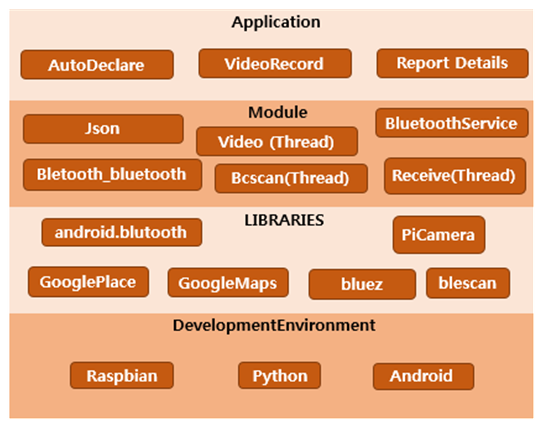 Application
AutoDeclare
VideoRecord
Report Details
Module
Json
Video (Thread)
BluetoothService
Bletooth_bluetooth
Bcscan(Thread)
Receive(Thread)
LIBRARIES
android.blutooth
PiCamera
GooglePlace
GoogleMaps
bluez
blescan
DevelopmentEnvironment
Raspbian
Python
Android